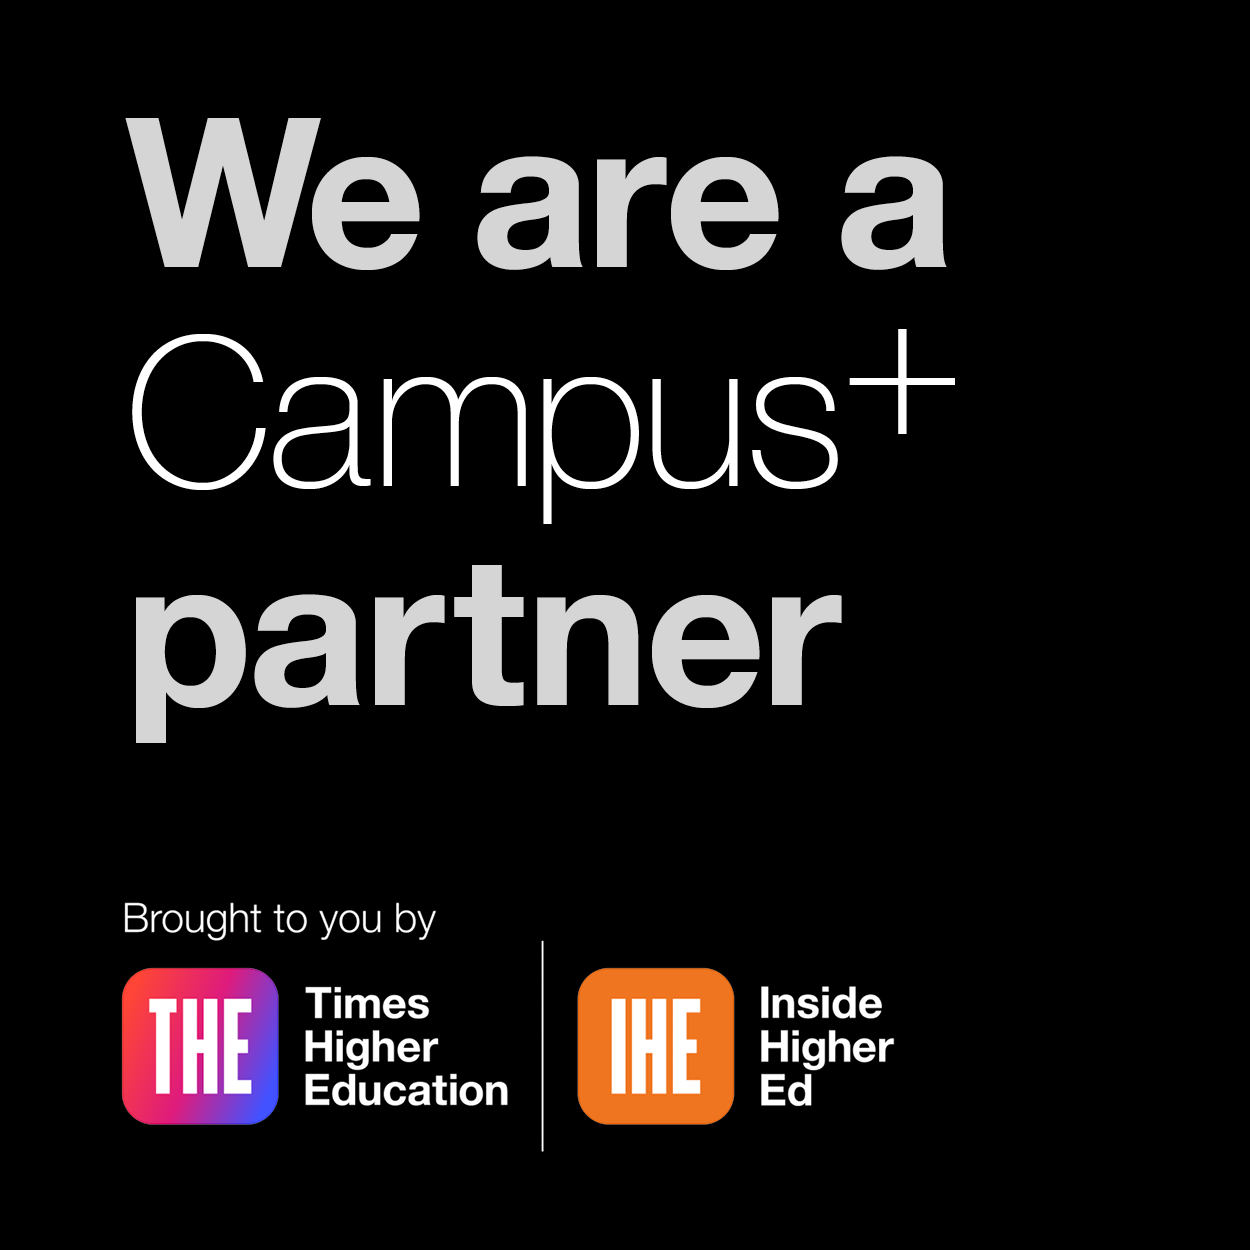 We are a
Campus+
partner
Brought to you by
THE
Times
Higher
Education
IHE
Inside
Higher
Ed